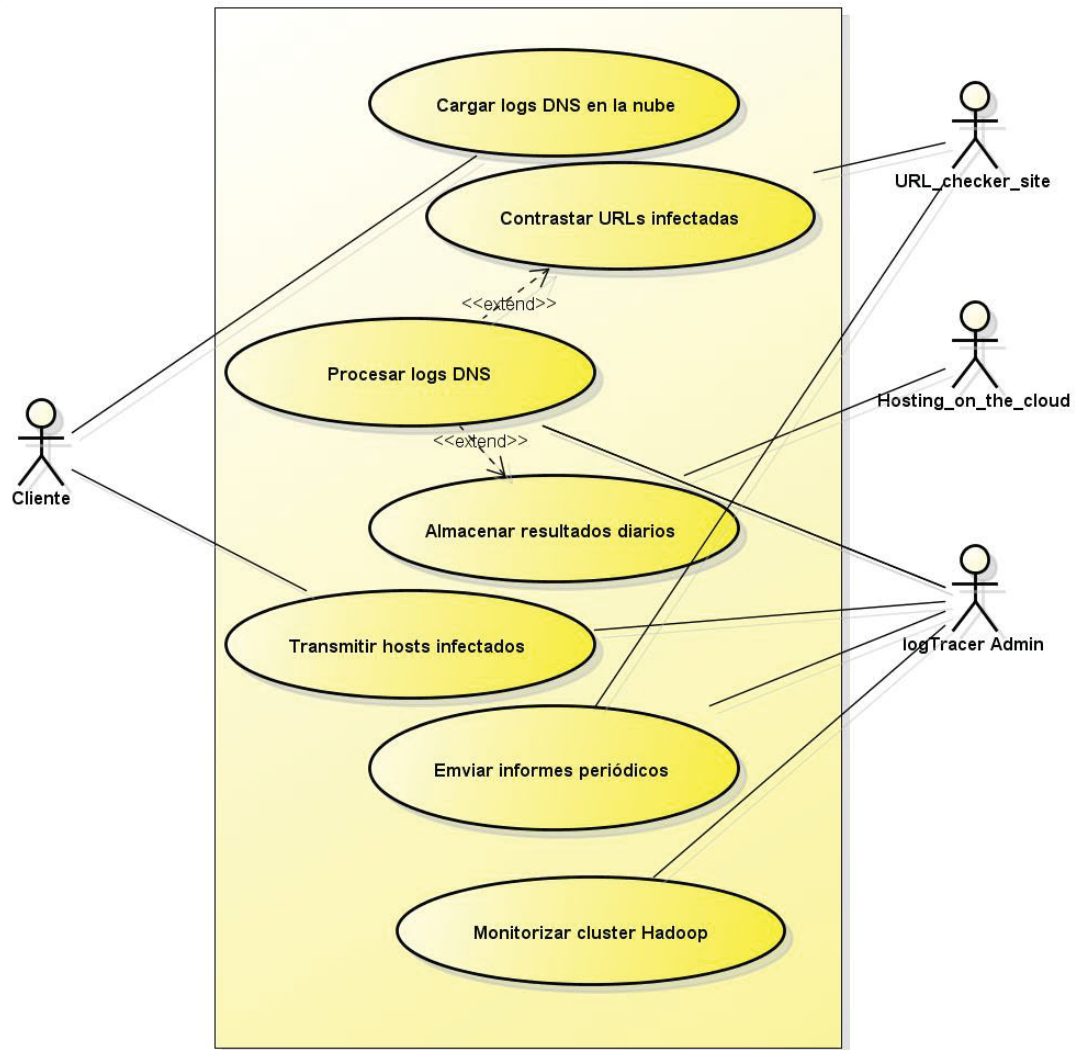 Cargar logs DNS en la nube
URL_checker_site
Contrastar URLs infectadas
<<extend>>
Procesar logs DNS
Hosting_on_the_cloud
<<extend>>
Cliente
Almacenar resultados diarios
Transmitir hosts infectados
logTracer Admin
Emviar informes periódicos
Monitorizar cluster Hadoop